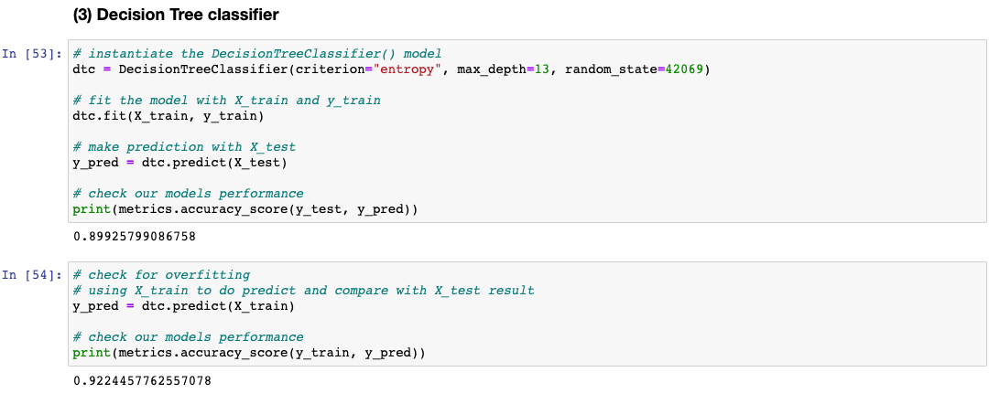 (3) Decision Tree classifier
In [53]: # instantiate the DecisionTreeClassifier() model
dtc = DecisionTreeClassifier(criterion="entropy", max_depth=13, random_state=42069)
# fit the model with X_train and y_train
dtc.fit(X_train, y_train)
# make prediction with X_test
y_pred = dtc.predict(X_test)
# check our models performance
print(metrics.accuracy_score(y_test, y_pred))
0.89925799086758
In [54]: # check for overfitting
# using X_train to do predict and compare with X_test result
y_pred = dtc.predict(X_train)
# check our models performance
print(metrics.accuracy_score(y_train, y_pred))
0.9224457762557078